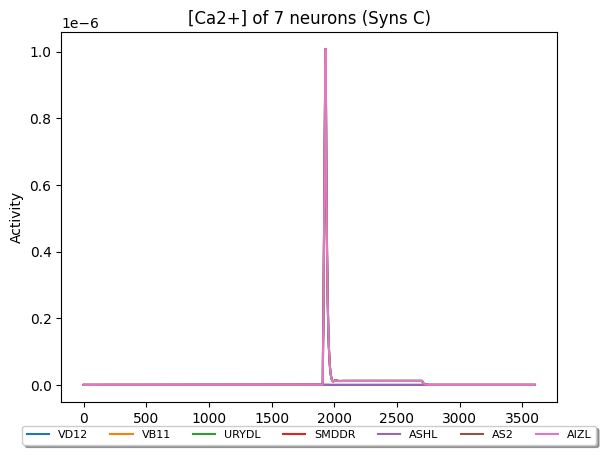 [Ca2+] of 7 neurons (Syns C)
1e−6
1.0
0.8
0.6
0.4
0.2
0.0
Activity
0 500 1000 1500 2000 2500 3000 3500
VD12 VB11 URYDL SMDDR ASHL AS2 AIZL